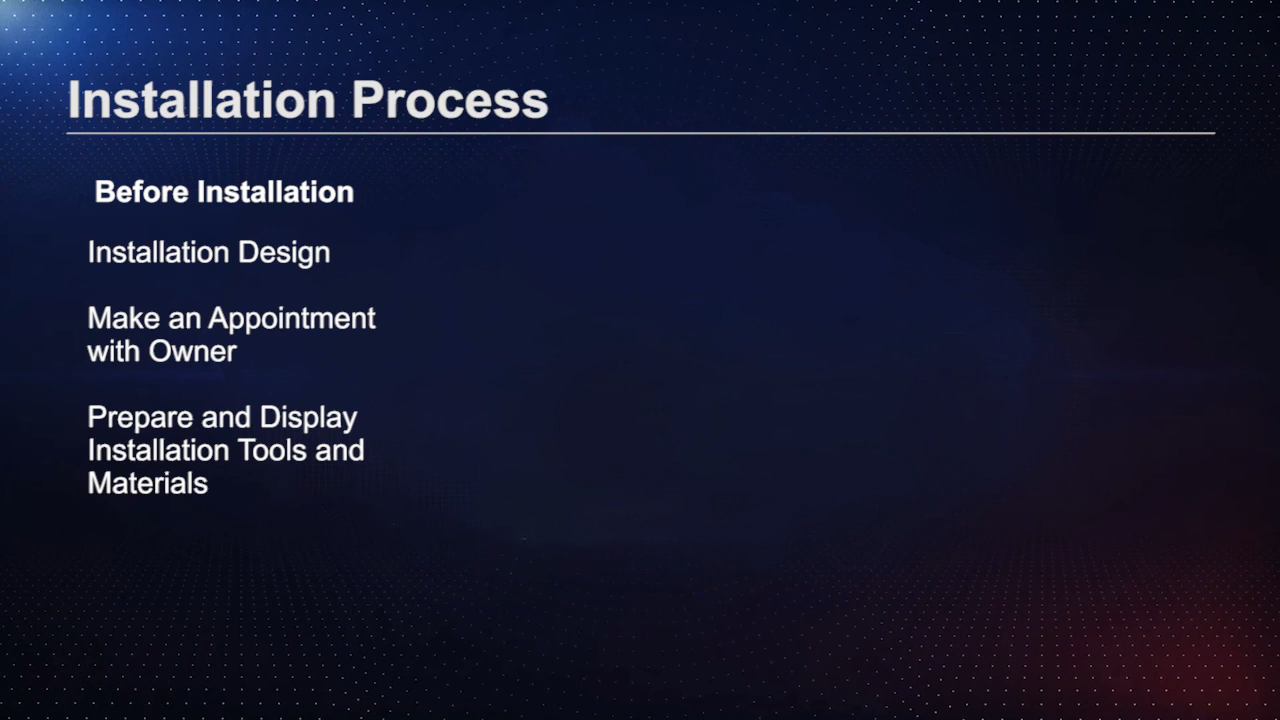 Installation Process
Before Installation
Installation Design
Make an Appointment
with Owner
Prepare and Display
Installation Tools and
Materials